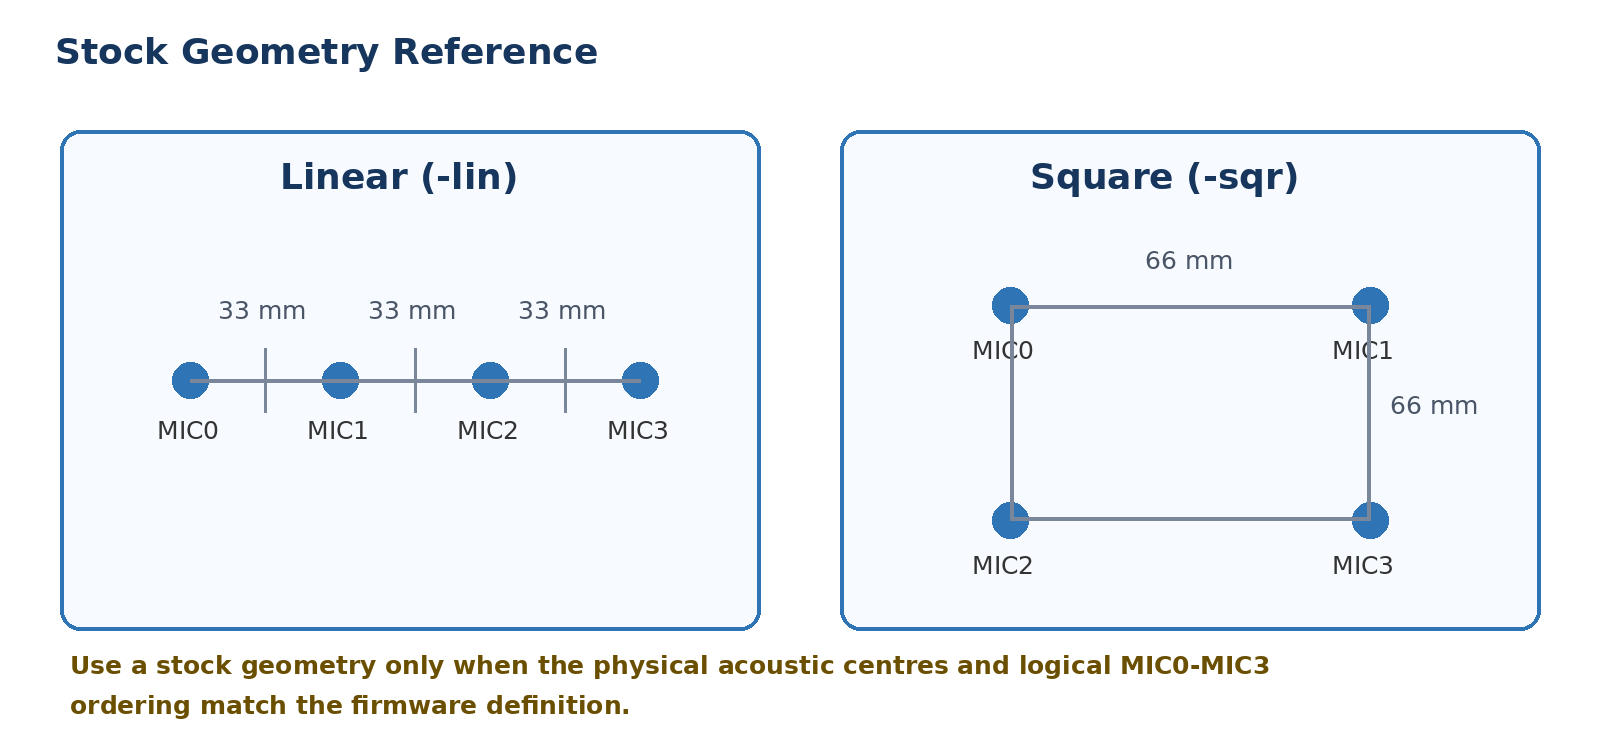 Stock Geometry Reference
Linear (-lin)
33 mm 33 mm 33 mm
MIC0 MIC1 MIC2 MIC3
Square (-sqr)
66 mm
MIC0 MIC1
66 mm
MIC2 MIC3
Use a stock geometry only when the physical acoustic centres and logical MIC0-MIC3
ordering match the firmware definition.